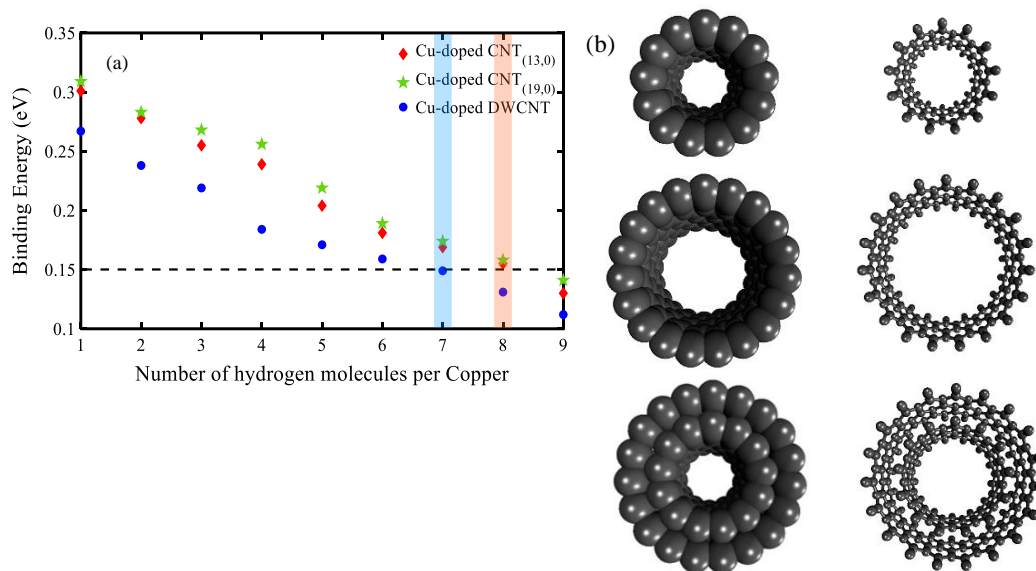 0.35
0.3
0.25
0.2
0.15
0.1
Binding Energy (eV)
(a)
Cu-doped CNT(13,0)
Cu-doped CNT(19,0)
Cu-doped DWCNT
1 2 3 4 5 6 7 8 9
Number of hydrogen molecules per Copper
(b)